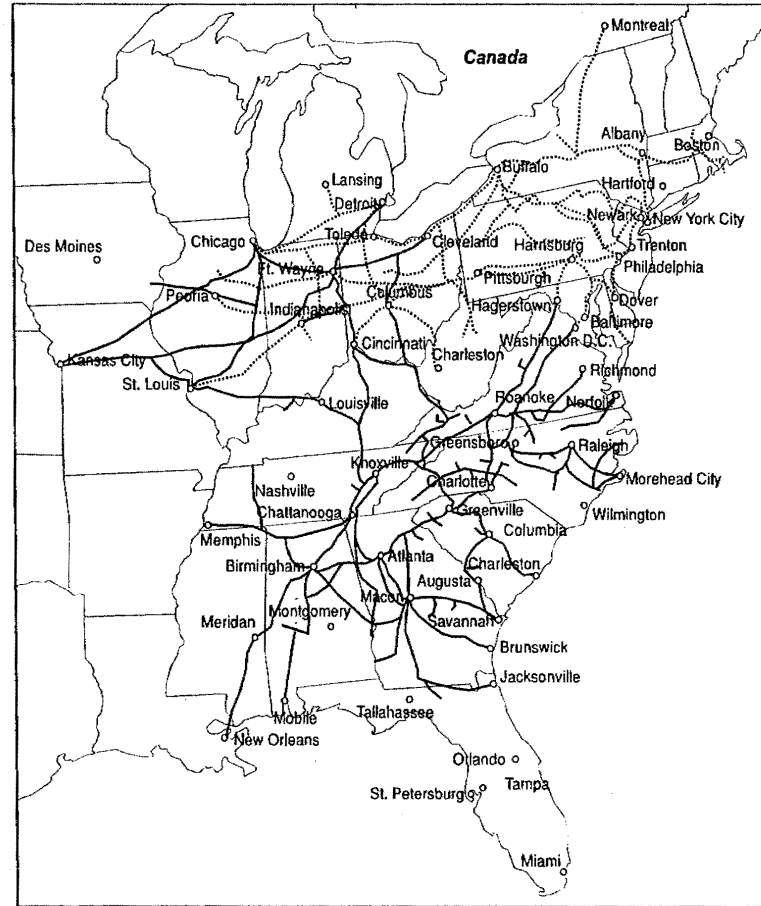 Montreal
Canada
Albany
Boston
Buffalo
Lansing
Hartford
Detroit
Newark
New York City
Chicago
Toledo
Cleveland
Harrisburg
Trenton
Des Moines
Ft. Wayne
Philadelphia
Pittsburgh
Peoria
Columbus
Hagerstown
Dover
Indianapolis
Baltimore
Washington D.C.
Cincinnati
Kansas City
Charleston
Richmond
St. Louis
Louisville
Roanoke
Norfolk
Greensboro
Raleigh
Knoxville
Morehead City
Nashville
Charlotte
Chattanooga
Greenville
Wilmington
Memphis
Columbia
Atlanta
Birmingham
Charleston
Augusta
Macon
Montgomery
Meridan
Savannah
Brunswick
Jacksonville
Mobile
Tallahassee
New Orleans
Orlando
Tampa
St. Petersburg
Miami